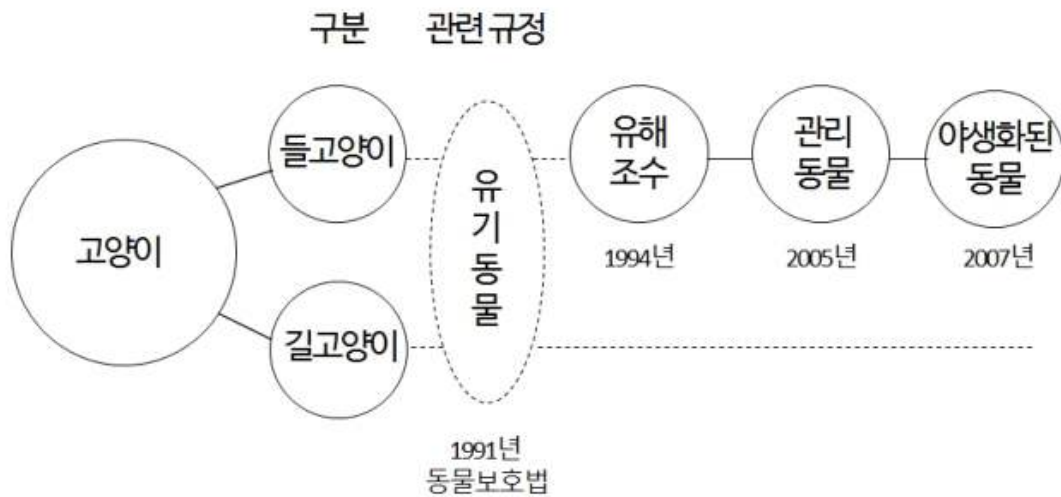 구분
관련 규정
고양이
들고양이
길고양이
유
기
동
물
1991년
동물보호법
유해
조수
1994년
관리
동물
2005년
야생화된
동물
2007년